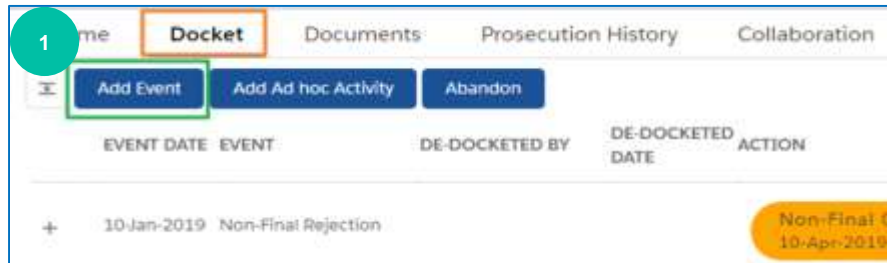 1
me Docket Documents Prosecution History Collaboration
Add Event Add Ad hoc Activity Abandon
EVENT DATE EVENT DE-DOCKETED BY DE-DOCKETED DATE ACTION
10-Jan-2019 Non-Final Rejection Non-Final
10-Apr-2019